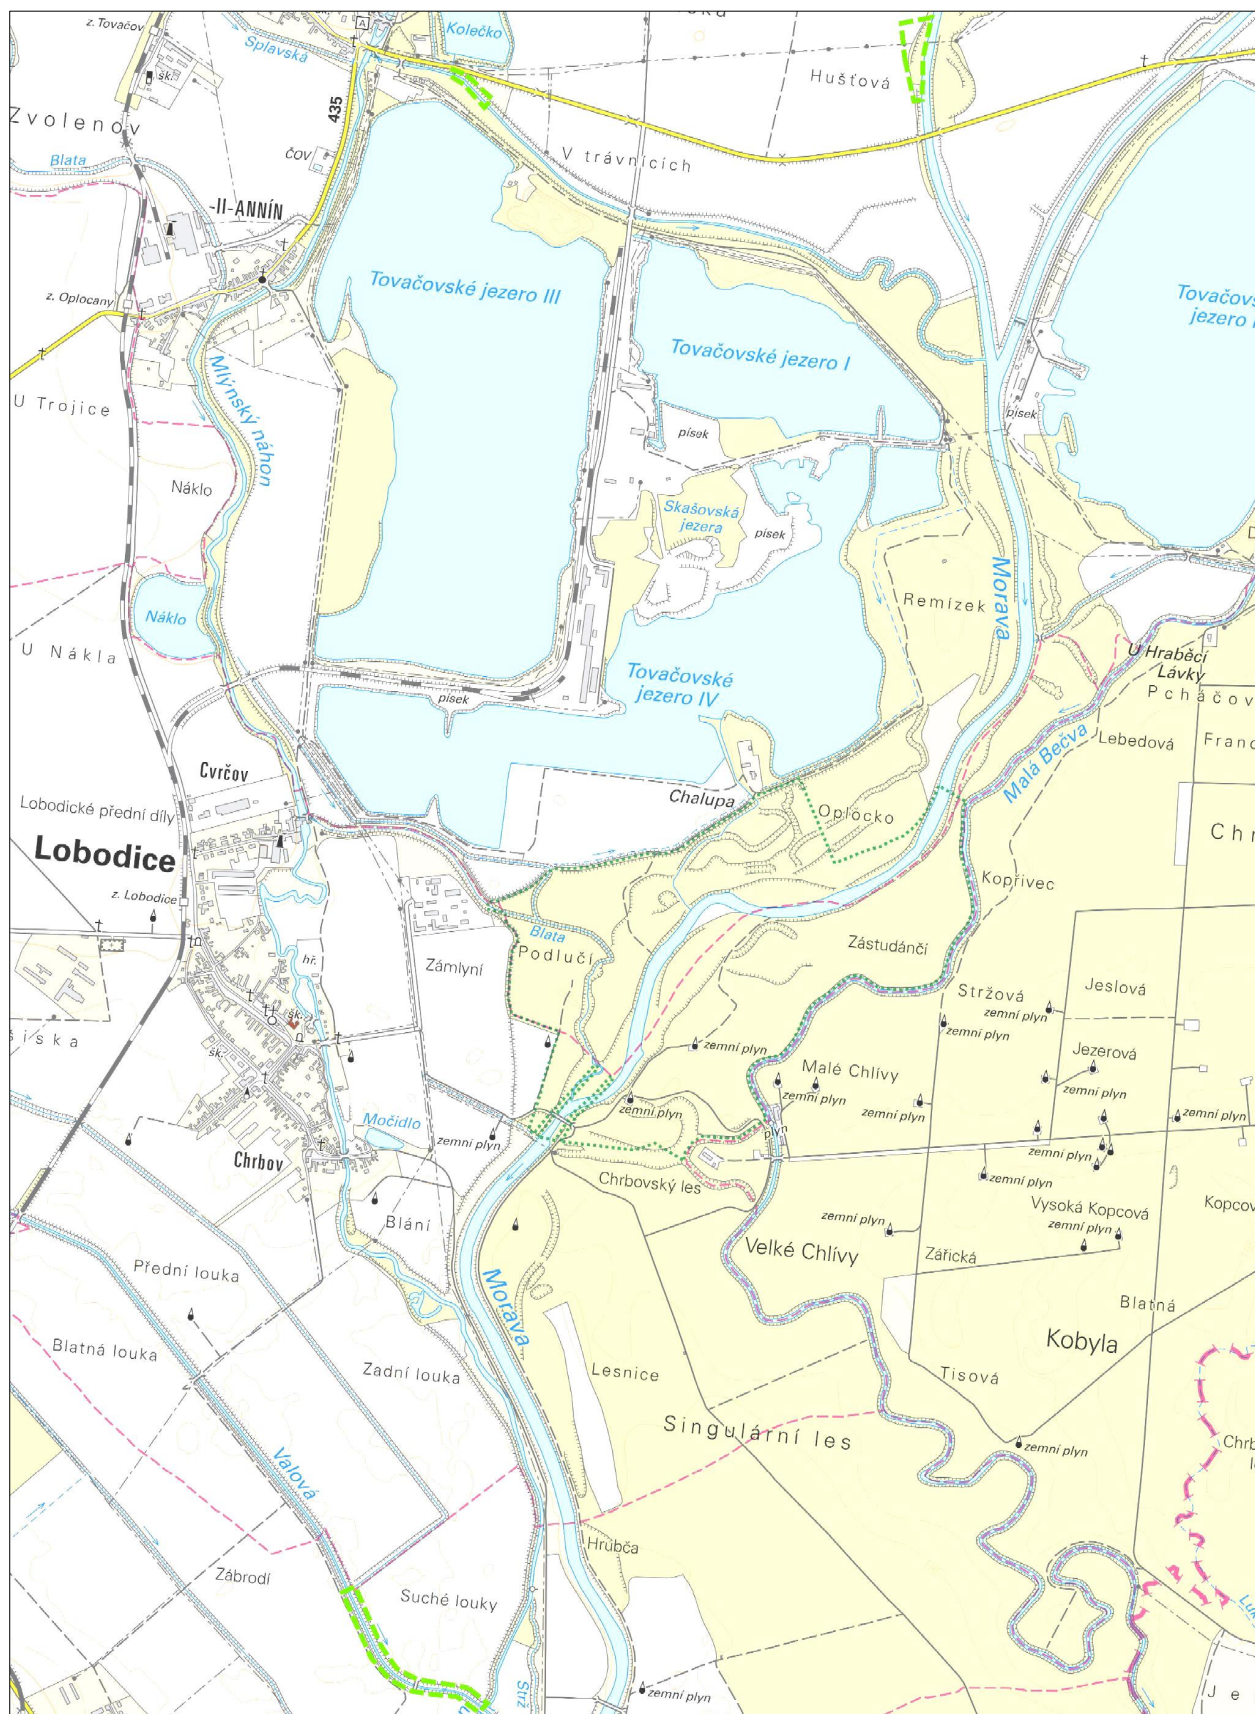 z. Tovačov
Kolečko
Splavská
šk.
Hušťová
Zvolenov
435
ČOV
V trávnících
Blata
-II-ANNÍN
Tovačovské jezero III
z. Oplocany
Tovačovské jezero I
U Trojice
Mlýnský náhon
písek
písek
Náklo
Skašovská
jezera
písek
Morava
Remízek
Náklo
U Nákla
U Hraběcí
Lávky
Tovačovské
jezero IV
písek
Malá Bečva
Lebedová
Cvrčov
Chalupa
Oplocko
Lobodické přední díly
Lobodice
z. Lobodice
Kopřivec
Blata
Podlučí
Zámlyní
Zástudánčí
hř.
Stržová
Jeslová
zemní plyn
zemní plyn
šk.
šk.
zemní plyn
Malé Chlívy
Jezerová
zemní plyn
zemní plyn
zemní plyn
zemní plyn
zemní plyn
Močidlo
zemní plyn
plyn
Chrbov
zemní plyn
Chrbovský les
zemní plyn
Vysoká Kopcová
zemní plyn
zemní plyn
Blání
Velké Chlívy
Zářická
Přední louka
Morava
Blatná
Blatná louka
Zadní louka
Lesnice
Kobyla
Tisová
Singulární les
zemní plyn
Valová
Hrubča
Zábrodí
Suché louky
Strž
zemní plyn